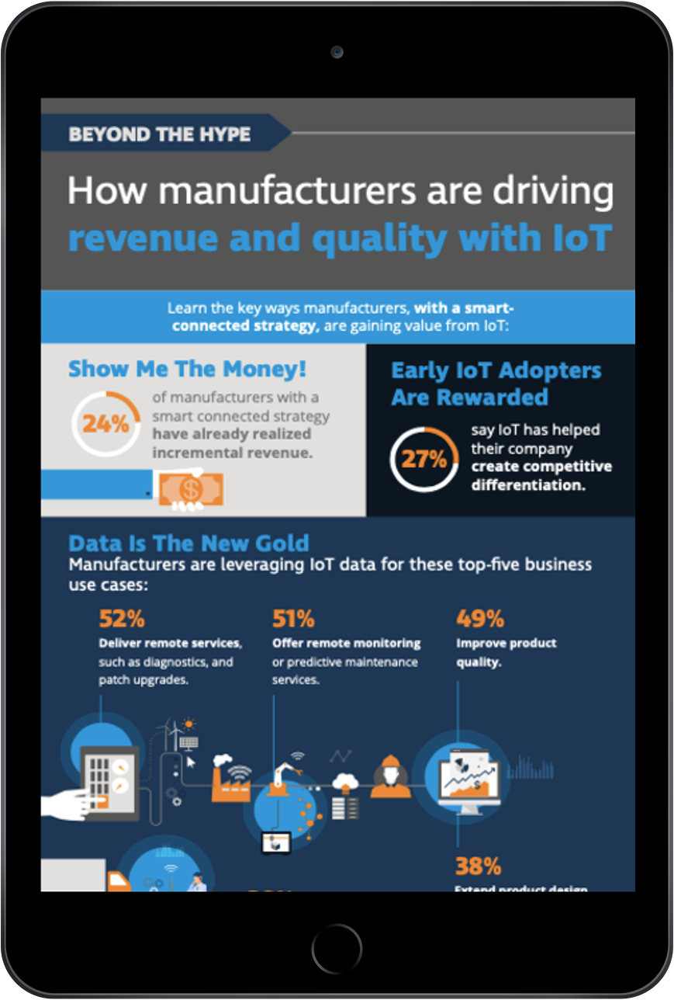 BEYOND THE HYPE
How manufacturers are driving
revenue and quality with IoT
Learn the key ways manufacturers, with a smart-
connected strategy, are gaining value from IoT:
Show Me The Money!
24%
of manufacturers with a
smart connected strategy
have already realized
incremental revenue.
$
Early IoT Adopters
Are Rewarded
27%
say IoT has helped
their company
create competitive
differentiation.
Data Is The New Gold
Manufacturers are leveraging IoT data for these top-five business
use cases:
52%
Deliver remote services,
such as diagnostics, and
patch upgrades.
51%
Offer remote monitoring
or predictive maintenance
services.
49%
Improve product
quality.
$
38%
Extend product design